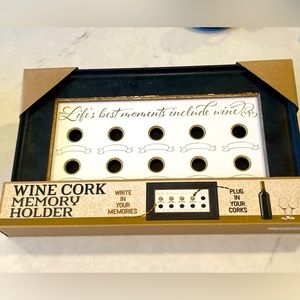 Life's best moments include wine
WINE CORK
MEMORY
HOLDER
WRITE
IN YOUR
MEMORIES
PLUG
IN YOUR
CORKS